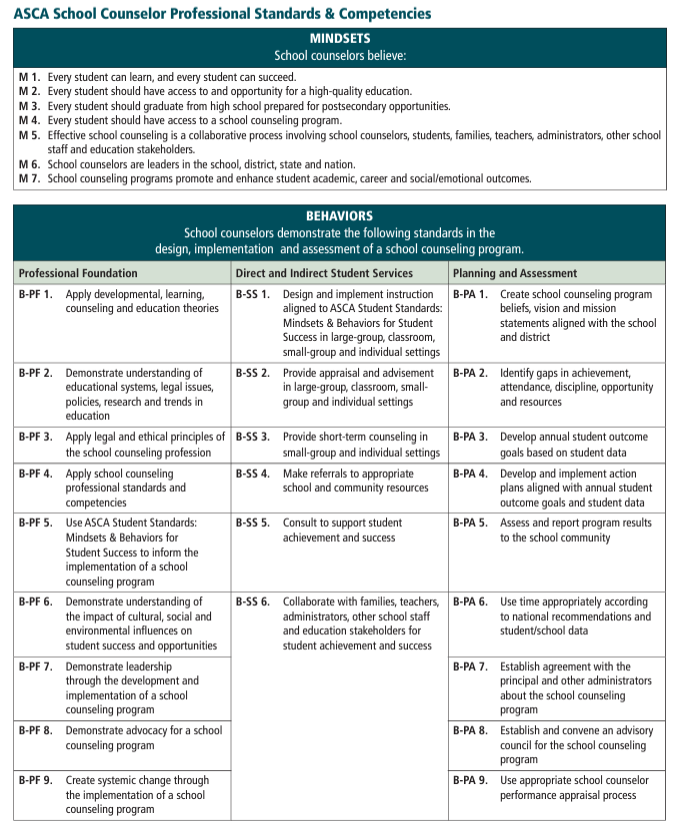 ASCA School Counselor Professional Standards & Competencies
MINDSETS
School counselors believe:
M 1. Every student can learn, and every student can succeed.
M 2. Every student should have access to and opportunity for a high-quality education.
M 3. Every student should graduate from high school prepared for postsecondary opportunities.
M 4. Every student should have access to a school counseling program.
M 5. Effective school counseling is a collaborative process involving school counselors, students, families, teachers, administrators, other school
staff and education stakeholders.
M 6. School counselors are leaders in the school, district, state and nation.
M 7. School counseling programs promote and enhance student academic, career and social/emotional outcomes.
BEHAVIORS
School counselors demonstrate the following standards in the
design, implementation and assessment of a school counseling program.
Professional Foundation
B-PF 1. Apply developmental, learning,
counseling and education theories
B-PF 2. Demonstrate understanding of
educational systems, legal issues,
policies, research and trends in
education
B-PF 3. Apply legal and ethical principles of
the school counseling profession
B-PF 4. Apply school counseling
professional standards and
competencies
B-PF 5. Use ASCA Student Standards:
Mindsets & Behaviors for
Student Success to inform the
implementation of a school
counseling program
B-PF 6. Demonstrate understanding of
the impact of cultural, social and
environmental influences on
student success and opportunities
B-PF 7. Demonstrate leadership
through the development and
implementation of a school
counseling program
B-PF 8. Demonstrate advocacy for a school
counseling program
B-PF 9. Create systemic change through
the implementation of a school
counseling program
Direct and Indirect Student Services
B-SS 1. Design and implement instruction
aligned to ASCA Student Standards:
Mindsets & Behaviors for Student
Success in large-group, classroom,
small-group and individual settings
B-SS 2. Provide appraisal and advisement
in large-group, classroom, small-
group and individual settings
B-SS 3. Provide short-term counseling in
small-group and individual settings
B-SS 4. Make referrals to appropriate
school and community resources
B-SS 5. Consult to support student
achievement and success
B-SS 6. Collaborate with families, teachers,
administrators, other school staff
and education stakeholders for
student achievement and success
Planning and Assessment
B-PA 1. Create school counseling program
beliefs, vision and mission
statements aligned with the school
and district
B-PA 2. Identify gaps in achievement,
attendance, discipline, opportunity
and resources
B-PA 3. Develop annual student outcome
goals based on student data
B-PA 4. Develop and implement action
plans aligned with annual student
outcome goals and student data
B-PA 5. Assess and report program results
to the school community
B-PA 6. Use time appropriately according
to national recommendations and
student/school data
B-PA 7. Establish agreement with the
principal and other administrators
about the school counseling
program
B-PA 8. Establish and convene an advisory
council for the school counseling
program
B-PA 9. Use appropriate school counselor
performance appraisal process